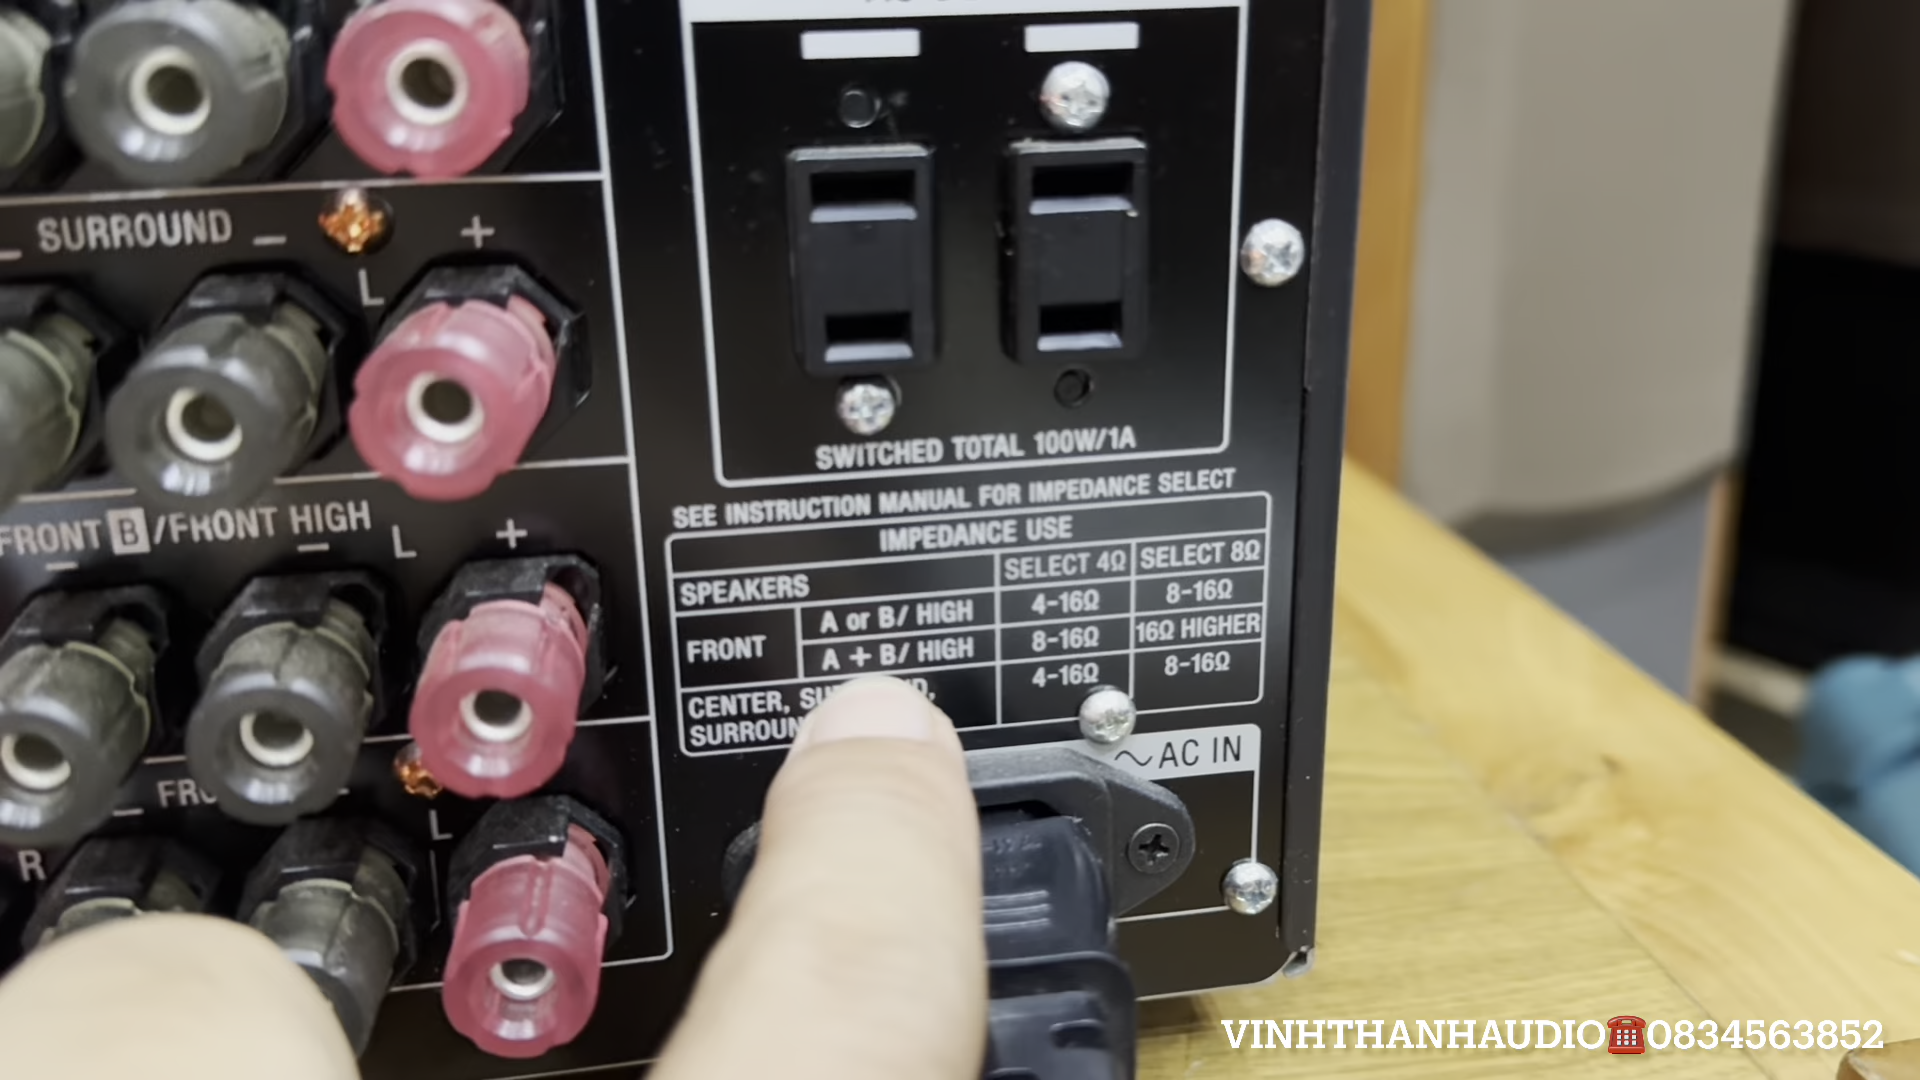 SURROUND
–
+
L
FRONT B/FRONT HIGH
–
–
L
+
–
–
L
R
SWITCHED TOTAL 100W/1A
SEE INSTRUCTION MANUAL FOR IMPEDANCE SELECT
IMPEDANCE USE
SPEAKERS SELECT 4Ω SELECT 8Ω
FRONT A or B/ HIGH 4-16Ω 8-16Ω
A + B/ HIGH 8-16Ω 16Ω HIGHER
CENTER, 4-16Ω 8-16Ω
~ AC IN
VINHTHANHAUDIO☎️0834563852